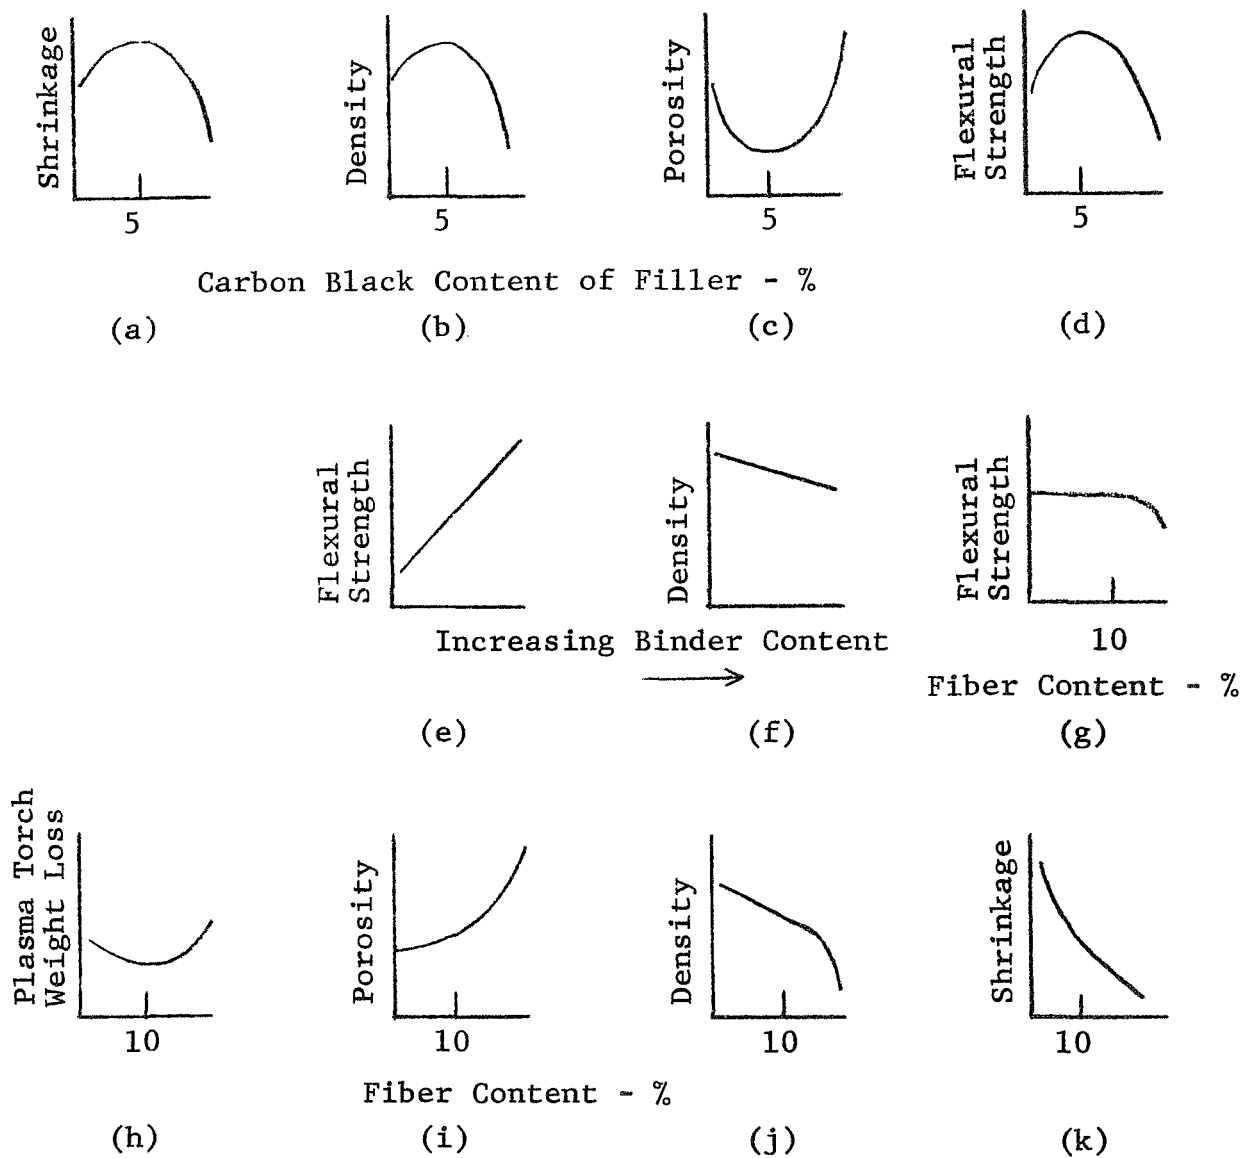 Shrinkage
Density
Porosity
Flexural
Strength
5
5
5
5
Carbon Black Content of Filler - %
(a)
(b)
(c)
(d)
Flexural
Strength
Density
Flexural
Strength
10
Increasing Binder Content
Fiber Content - %
(e)
(f)
(g)
Plasma Torch
Weight Loss
Porosity
Density
Shrinkage
10
10
10
10
Fiber Content - %
(h)
(i)
(j)
(k)